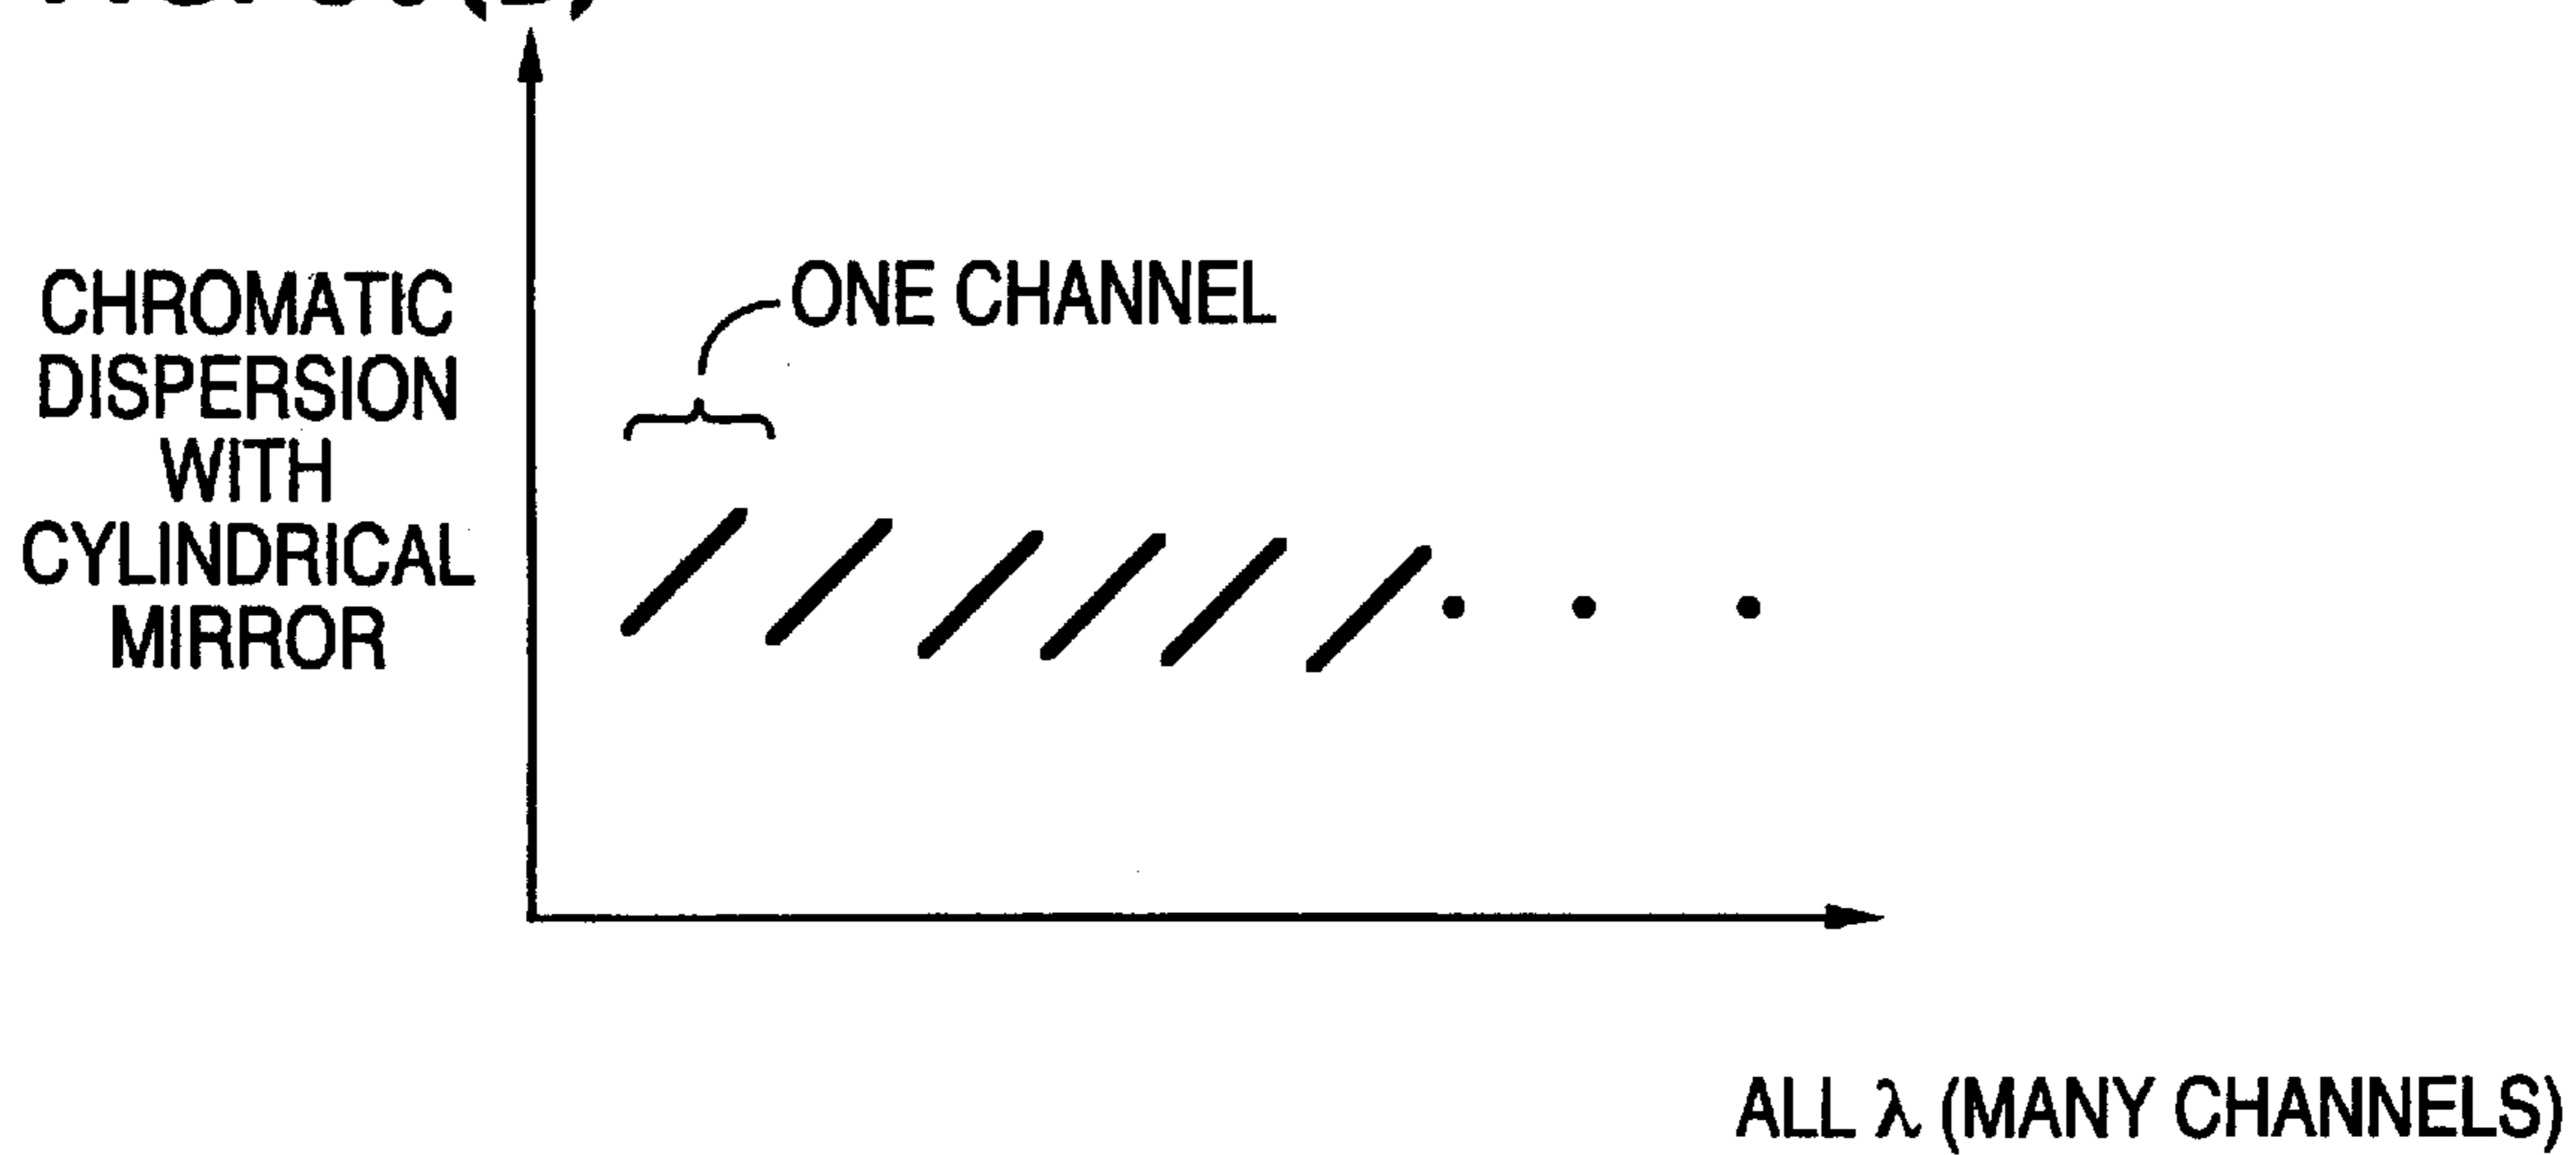 ONE CHANNEL
CHROMATIC
DISPERSION
WITH
CYLINDRICAL
MIRROR
ALL λ (MANY CHANNELS)